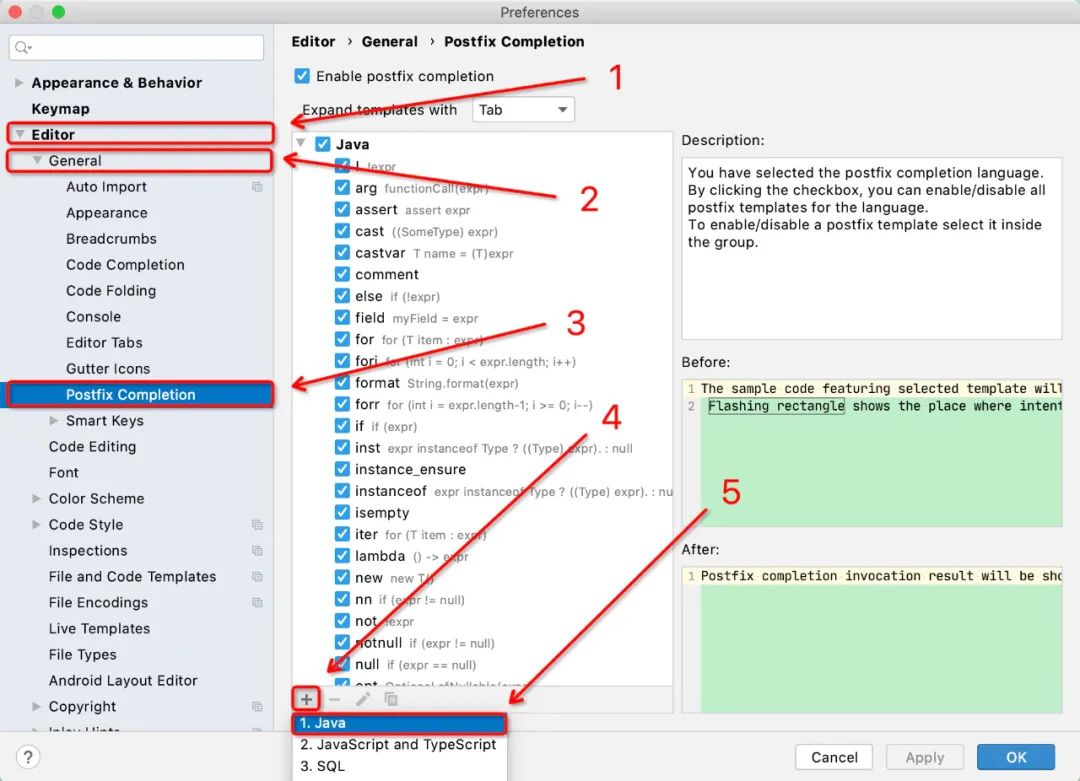 Preferences
Appearance & Behavior
Keymap
Editor
General
Auto Import
Appearance
Breadcrumbs
Code Completion
Code Folding
Console
Editor Tabs
Gutter Icons
Postfix Completion
Smart Keys
Code Editing
Font
Color Scheme
Code Style
Inspections
File and Code Templates
File Encodings
Live Templates
File Types
Android Layout Editor
Copyright
Inlay Hints
?
Editor › General › Postfix Completion
Enable postfix completion
Expand templates with Tab
Java
! !expr
arg functionCall(expr)
assert assert expr
cast ((SomeType) expr)
castvar T name = (T)expr
comment
else if (!expr)
field myField = expr
for for (T item : expr)
fori for (int i = 0; i < expr.length; i++)
format String.format(expr)
forr for (int i = expr.length-1; i >= 0; i--)
if if (expr)
inst expr instanceof Type ? ((Type) expr). : null
instance_ensure
instanceof expr instanceof Type ? ((Type) expr). : nu
isempty
iter for (T item : expr)
lambda () -> expr
new new T()
nn if (expr != null)
not !expr
notnull if (expr != null)
null if (expr == null)
opt Optional.ofNullable(expr)
1. Java
2. JavaScript and TypeScript
3. SQL
1
2
3
4
5
Description:
You have selected the postfix completion language.
By clicking the checkbox, you can enable/disable all
postfix templates for the language.
To enable/disable a postfix template select it inside
the group.
Before:
1 The sample code featuring selected template will
2 Flashing rectangle shows the place where intent
After:
1 Postfix completion invocation result will be sho
Cancel
Apply
OK